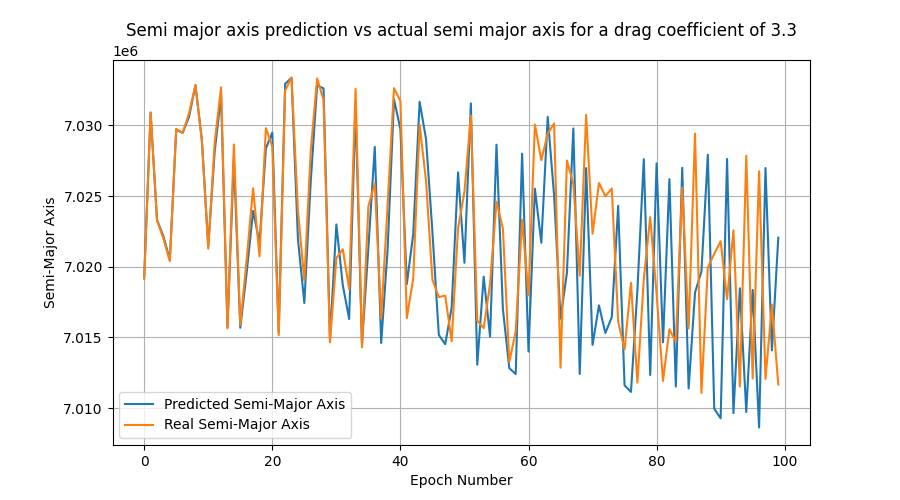 Semi major axis prediction vs actual semi major axis for a drag coefficient of 3.3
1e6
7.030
7.025
7.020
7.015
7.010
Semi-Major Axis
Predicted Semi-Major Axis
Real Semi-Major Axis
0 20 40 60 80 100
Epoch Number